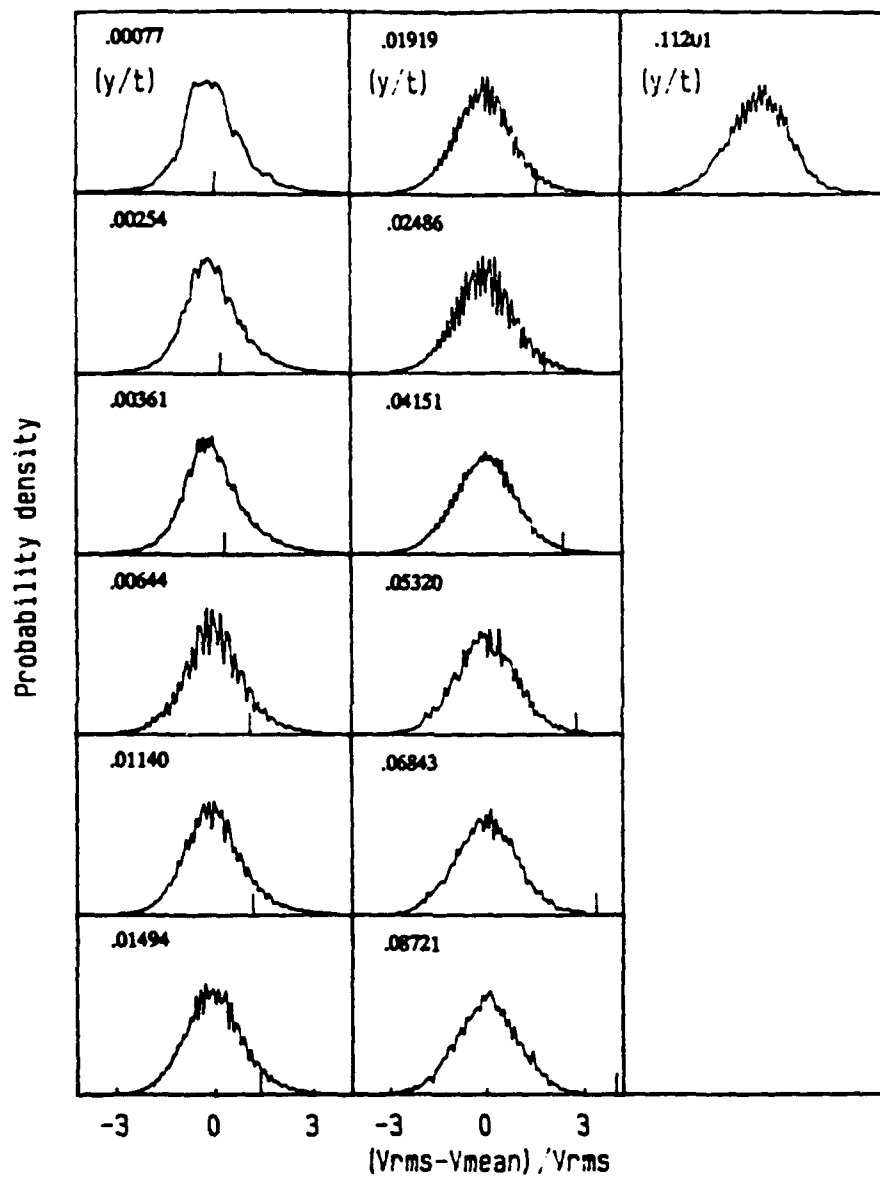 .00077
(y/t)
.01919
(y/t)
.11201
(y/t)
.00254
.02486
.00361
.04151
.00644
.05320
.01140
.06843
.01494
.08721
Probability density
-3 0 3 -3 0 3
(Vrms-Vmean)/Vrms